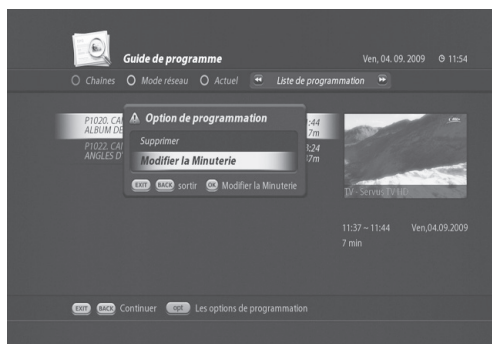 Guide de programme
Ven, 04. 09. 2009 11:54
Chaînes Mode réseau Actuel Liste de programmation
P1020. CA :44
ALBUM DE 7m
P1022. CA :24
ANGLES D' 7m
Option de programmation
Supprimer
Modifier la Minuterie
EXIT BACK sortir OK Modifier la Minuterie
TV - Servus TV HD
11:37 ~ 11:44 Ven,04.09.2009
7 min
EXIT BACK Continuer opt Les options de programmation